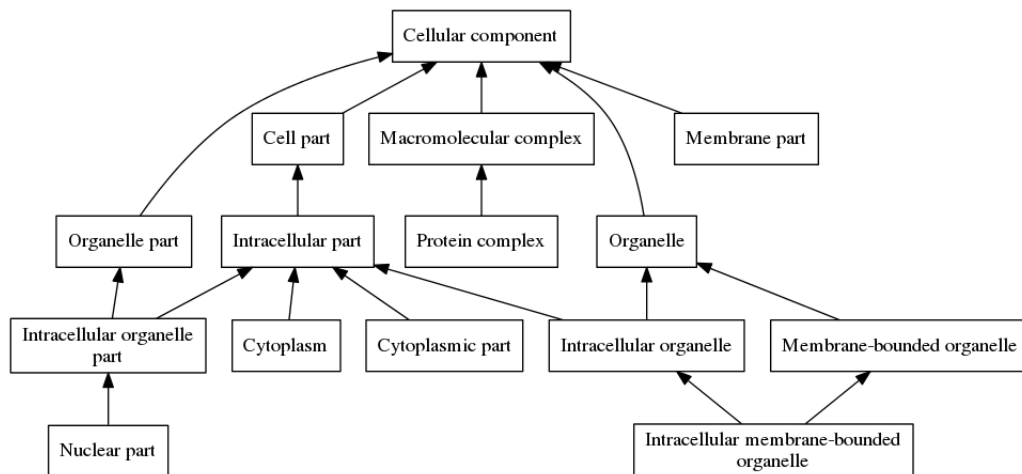 Cellular component
Cell part
Macromolecular complex
Membrane part
Organelle part
Intracellular part
Protein complex
Organelle
Intracellular organelle
part
Cytoplasm
Cytoplasmic part
Intracellular organelle
Membrane-bounded organelle
Nuclear part
Intracellular membrane-bounded
organelle